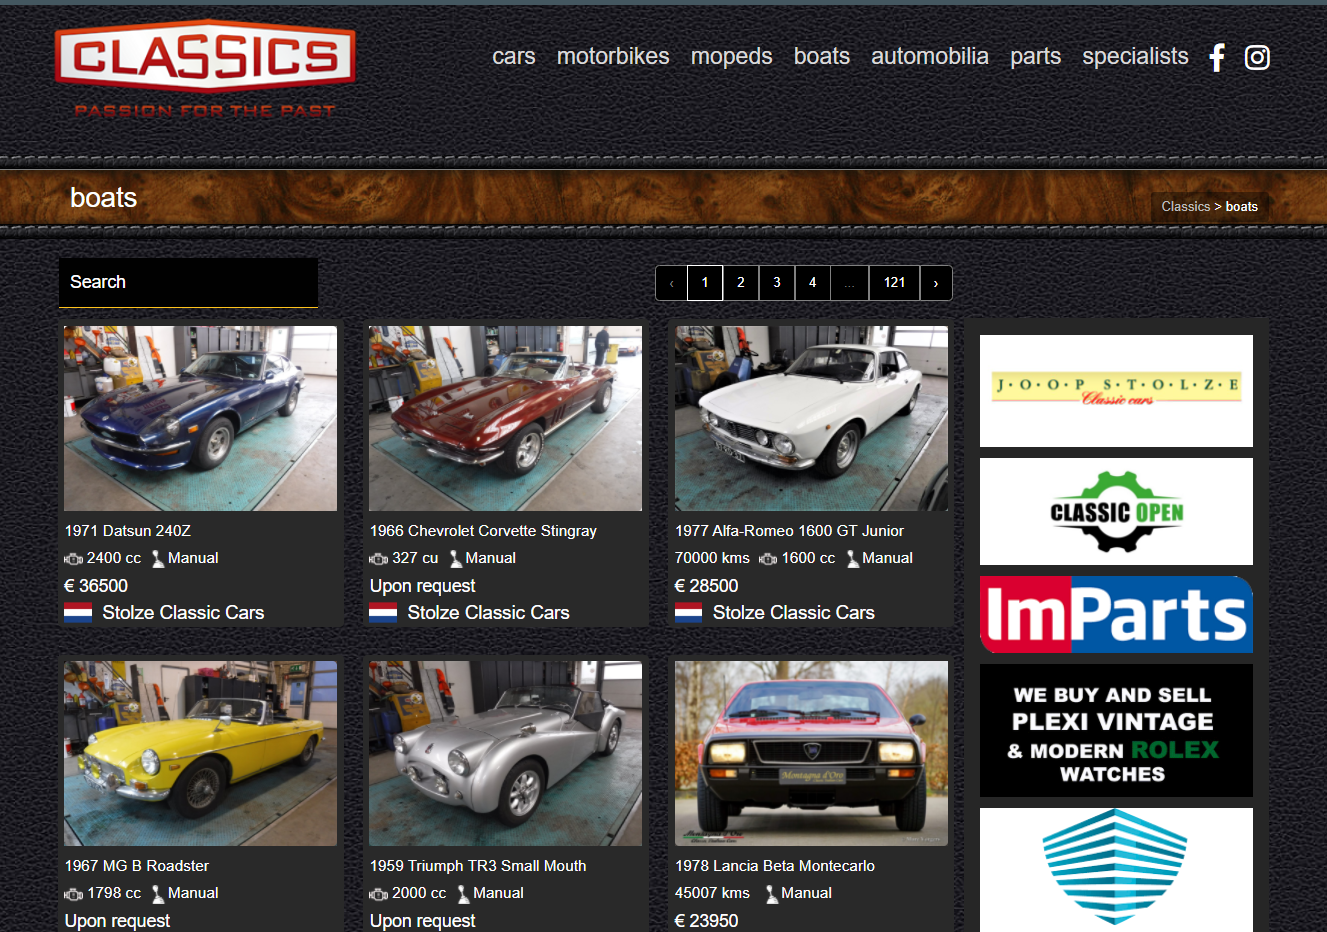 CLASSICS
PASSION FOR THE PAST
cars motorbikes mopeds boats automobilia parts specialists
boats
Classics > boats
Search
‹ 1 2 3 4 ... 121 ›
1971 Datsun 240Z
2400 cc Manual
€ 36500
Stolze Classic Cars
1966 Chevrolet Corvette Stingray
327 cu Manual
Upon request
Stolze Classic Cars
1977 Alfa-Romeo 1600 GT Junior
70000 kms 1600 cc Manual
€ 28500
Stolze Classic Cars
1967 MG B Roadster
1798 cc Manual
Upon request
1959 Triumph TR3 Small Mouth
2000 cc Manual
Upon request
Montagna d'Oro
1978 Lancia Beta Montecarlo
45007 kms Manual
€ 23950
J·O·O·P S·T·O·L·Z·E
Classic cars
CLASSIC OPEN
ImParts
WE BUY AND SELL
PLEXI VINTAGE
& MODERN ROLEX
WATCHES